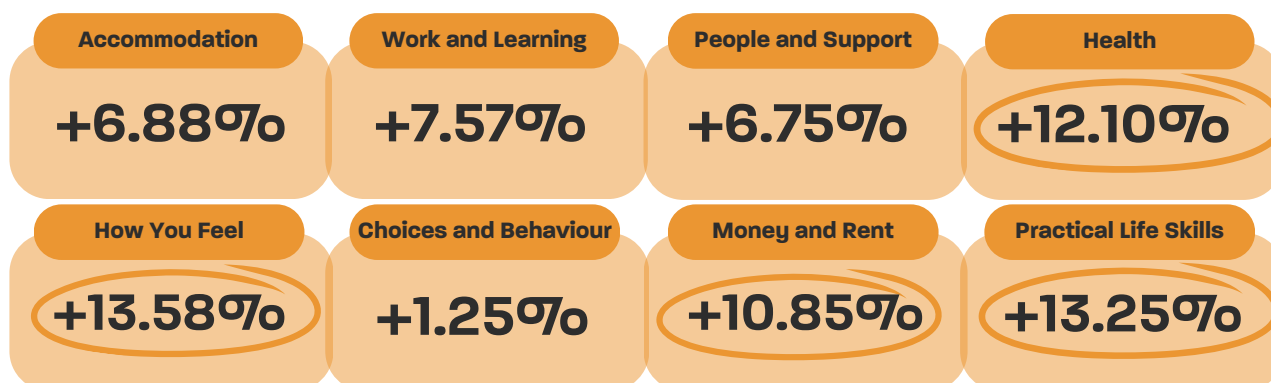 Accommodation
Work and Learning
People and Support
Health
+6.88%
+7.57%
+6.75%
+12.10%
How You Feel
Choices and Behaviour
Money and Rent
Practical Life Skills
+13.58%
+1.25%
+10.85%
+13.25%